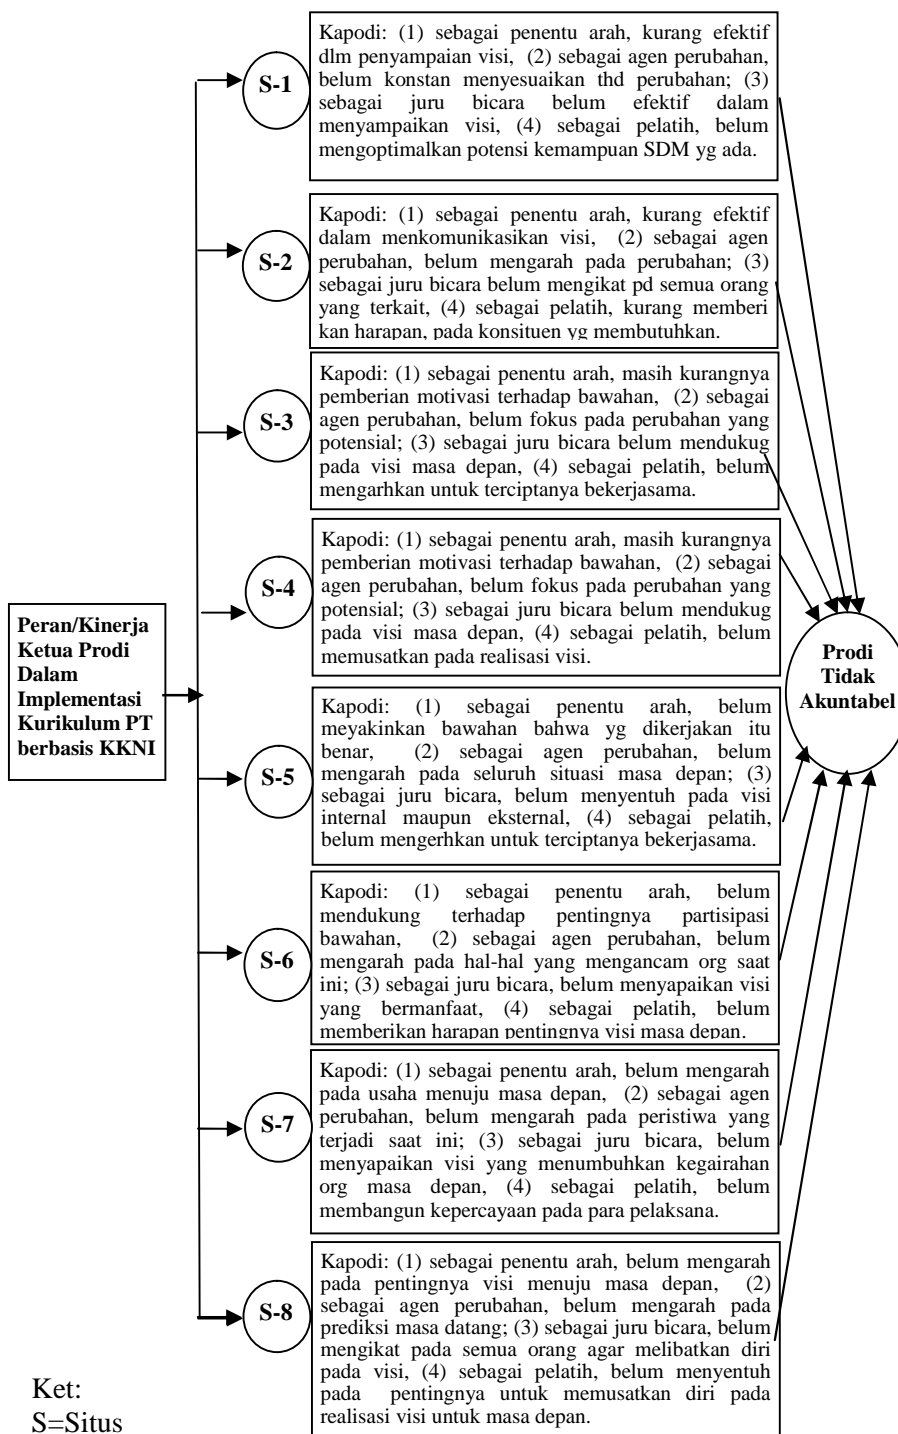 Peran/Kinerja
Ketua Prodi
Dalam
Implementasi
Kurikulum PT
berbasis KKNI
S-1
Kapodi: (1) sebagai penentu arah, kurang efektif
dlm penyampaian visi, (2) sebagai agen perubahan,
belum konstan menyesuaikan thd perubahan; (3)
sebagai juru bicara belum efektif dalam
menyampaikan visi, (4) sebagai pelatih, belum
mengoptimalkan potensi kemampuan SDM yg ada.
S-2
Kapodi: (1) sebagai penentu arah, kurang efektif
dalam menkomunikasikan visi, (2) sebagai agen
perubahan, belum mengarah pada perubahan; (3)
sebagai juru bicara belum mengikat pd semua orang
yang terkait, (4) sebagai pelatih, kurang memberi
kan harapan, pada konsituen yg membutuhkan.
S-3
Kapodi: (1) sebagai penentu arah, masih kurangnya
pemberian motivasi terhadap bawahan, (2) sebagai
agen perubahan, belum fokus pada perubahan yang
potensial; (3) sebagai juru bicara belum mendukug
pada visi masa depan, (4) sebagai pelatih, belum
mengarhkan untuk terciptanya bekerjasama.
S-4
Kapodi: (1) sebagai penentu arah, masih kurangnya
pemberian motivasi terhadap bawahan, (2) sebagai
agen perubahan, belum fokus pada perubahan yang
potensial; (3) sebagai juru bicara belum mendukug
pada visi masa depan, (4) sebagai pelatih, belum
memusatkan pada realisasi visi.
S-5
Kapodi: (1) sebagai penentu arah, belum
meyakinkan bawahan bahwa yg dikerjakan itu
benar, (2) sebagai agen perubahan, belum
mengarah pada seluruh situasi masa depan; (3)
sebagai juru bicara, belum menyentuh pada visi
internal maupun eksternal, (4) sebagai pelatih,
belum mengerhkan untuk terciptanya bekerjasama.
S-6
Kapodi: (1) sebagai penentu arah, belum
mendukung terhadap pentingnya partisipasi
bawahan, (2) sebagai agen perubahan, belum
mengarah pada hal-hal yang mengancam org saat
ini; (3) sebagai juru bicara, belum menyapaikan visi
yang bermanfaat, (4) sebagai pelatih, belum
memberikan harapan pentingnya visi masa depan.
S-7
Kapodi: (1) sebagai penentu arah, belum mengarah
pada usaha menuju masa depan, (2) sebagai agen
perubahan, belum mengarah pada peristiwa yang
terjadi saat ini; (3) sebagai juru bicara, belum
menyapaikan visi yang menumbuhkan kegairahan
org masa depan, (4) sebagai pelatih, belum
membangun kepercayaan pada para pelaksana.
S-8
Kapodi: (1) sebagai penentu arah, belum mengarah
pada pentingnya visi menuju masa depan, (2)
sebagai agen perubahan, belum mengarah pada
prediksi masa datang; (3) sebagai juru bicara, belum
mengikat pada semua orang agar melibatkan diri
pada visi, (4) sebagai pelatih, belum menyentuh
pada pentingnya untuk memusatkan diri pada
realisasi visi untuk masa depan.
Prodi
Tidak
Akuntabel
Ket:
S=Situs